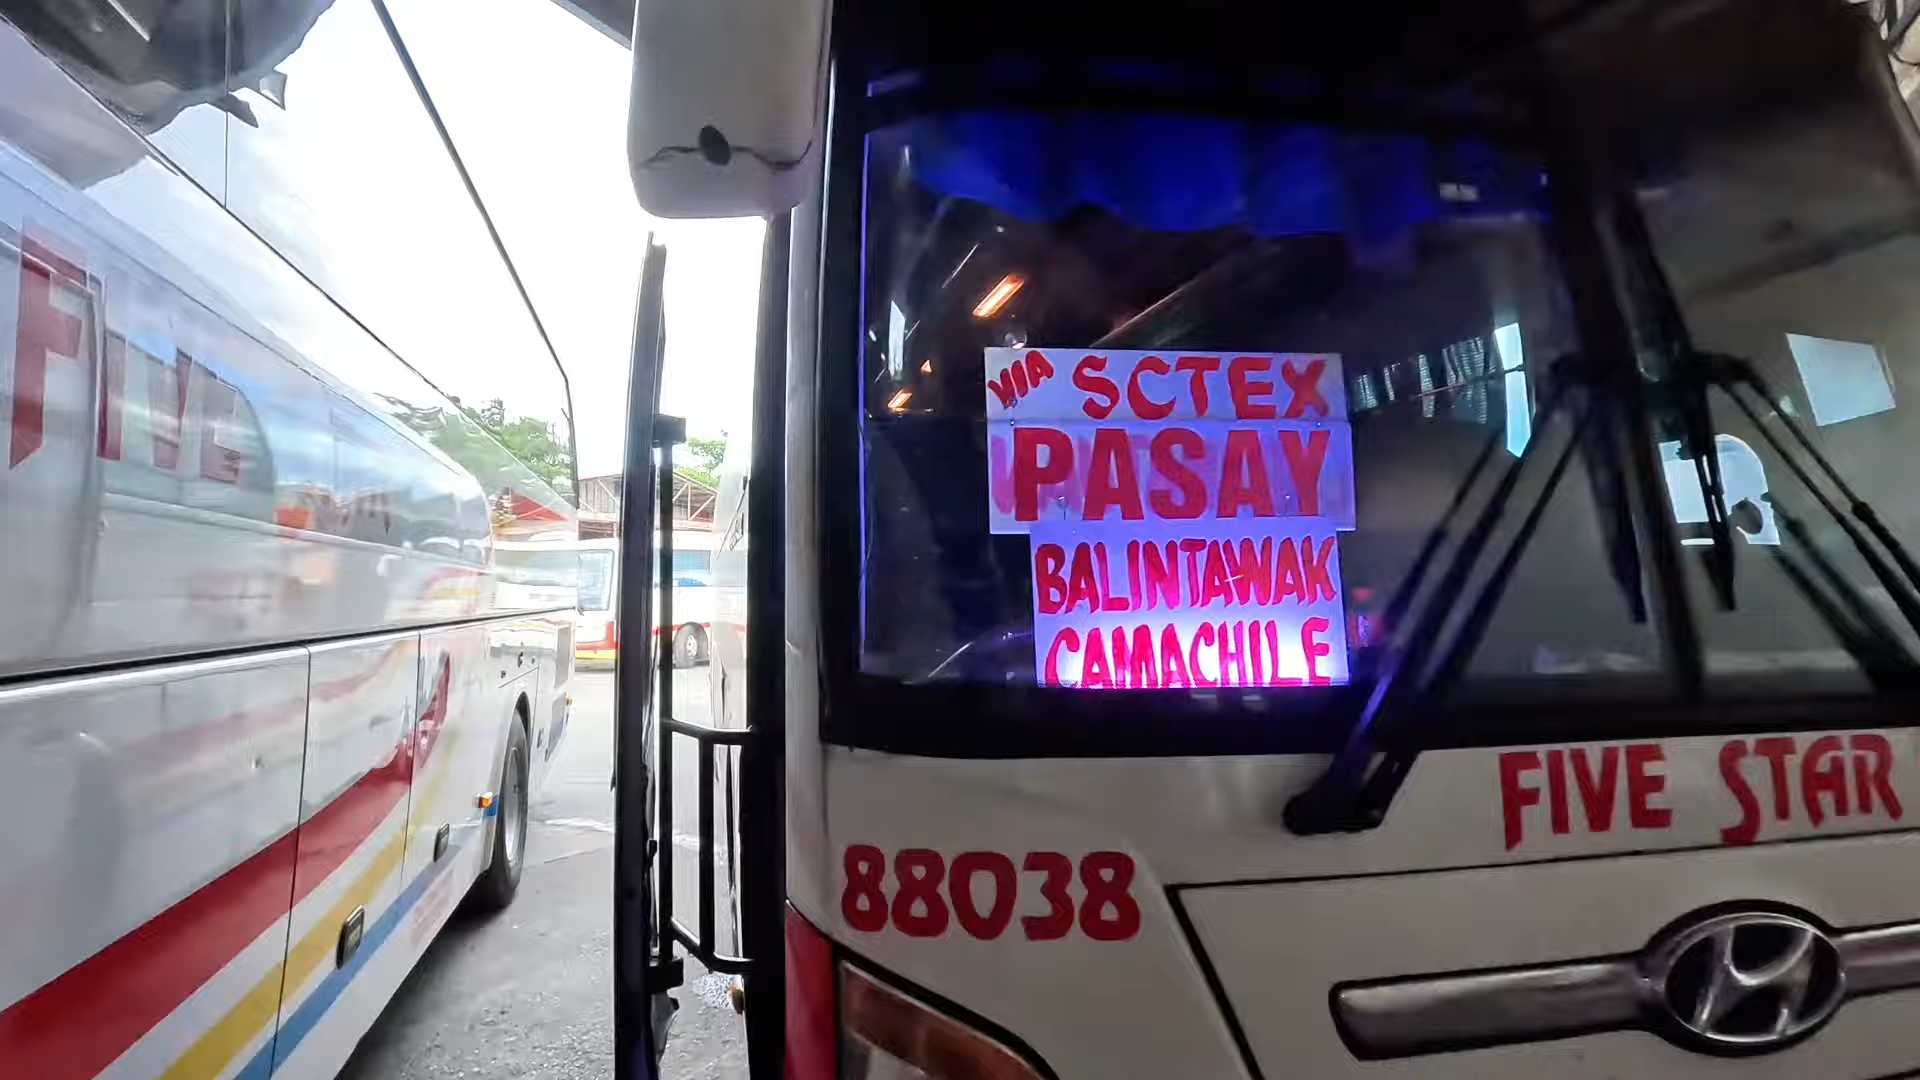 FIVE
VIA SCTEX
PASAY
BALINTAWAK
CAMACHILE
FIVE STAR
88038